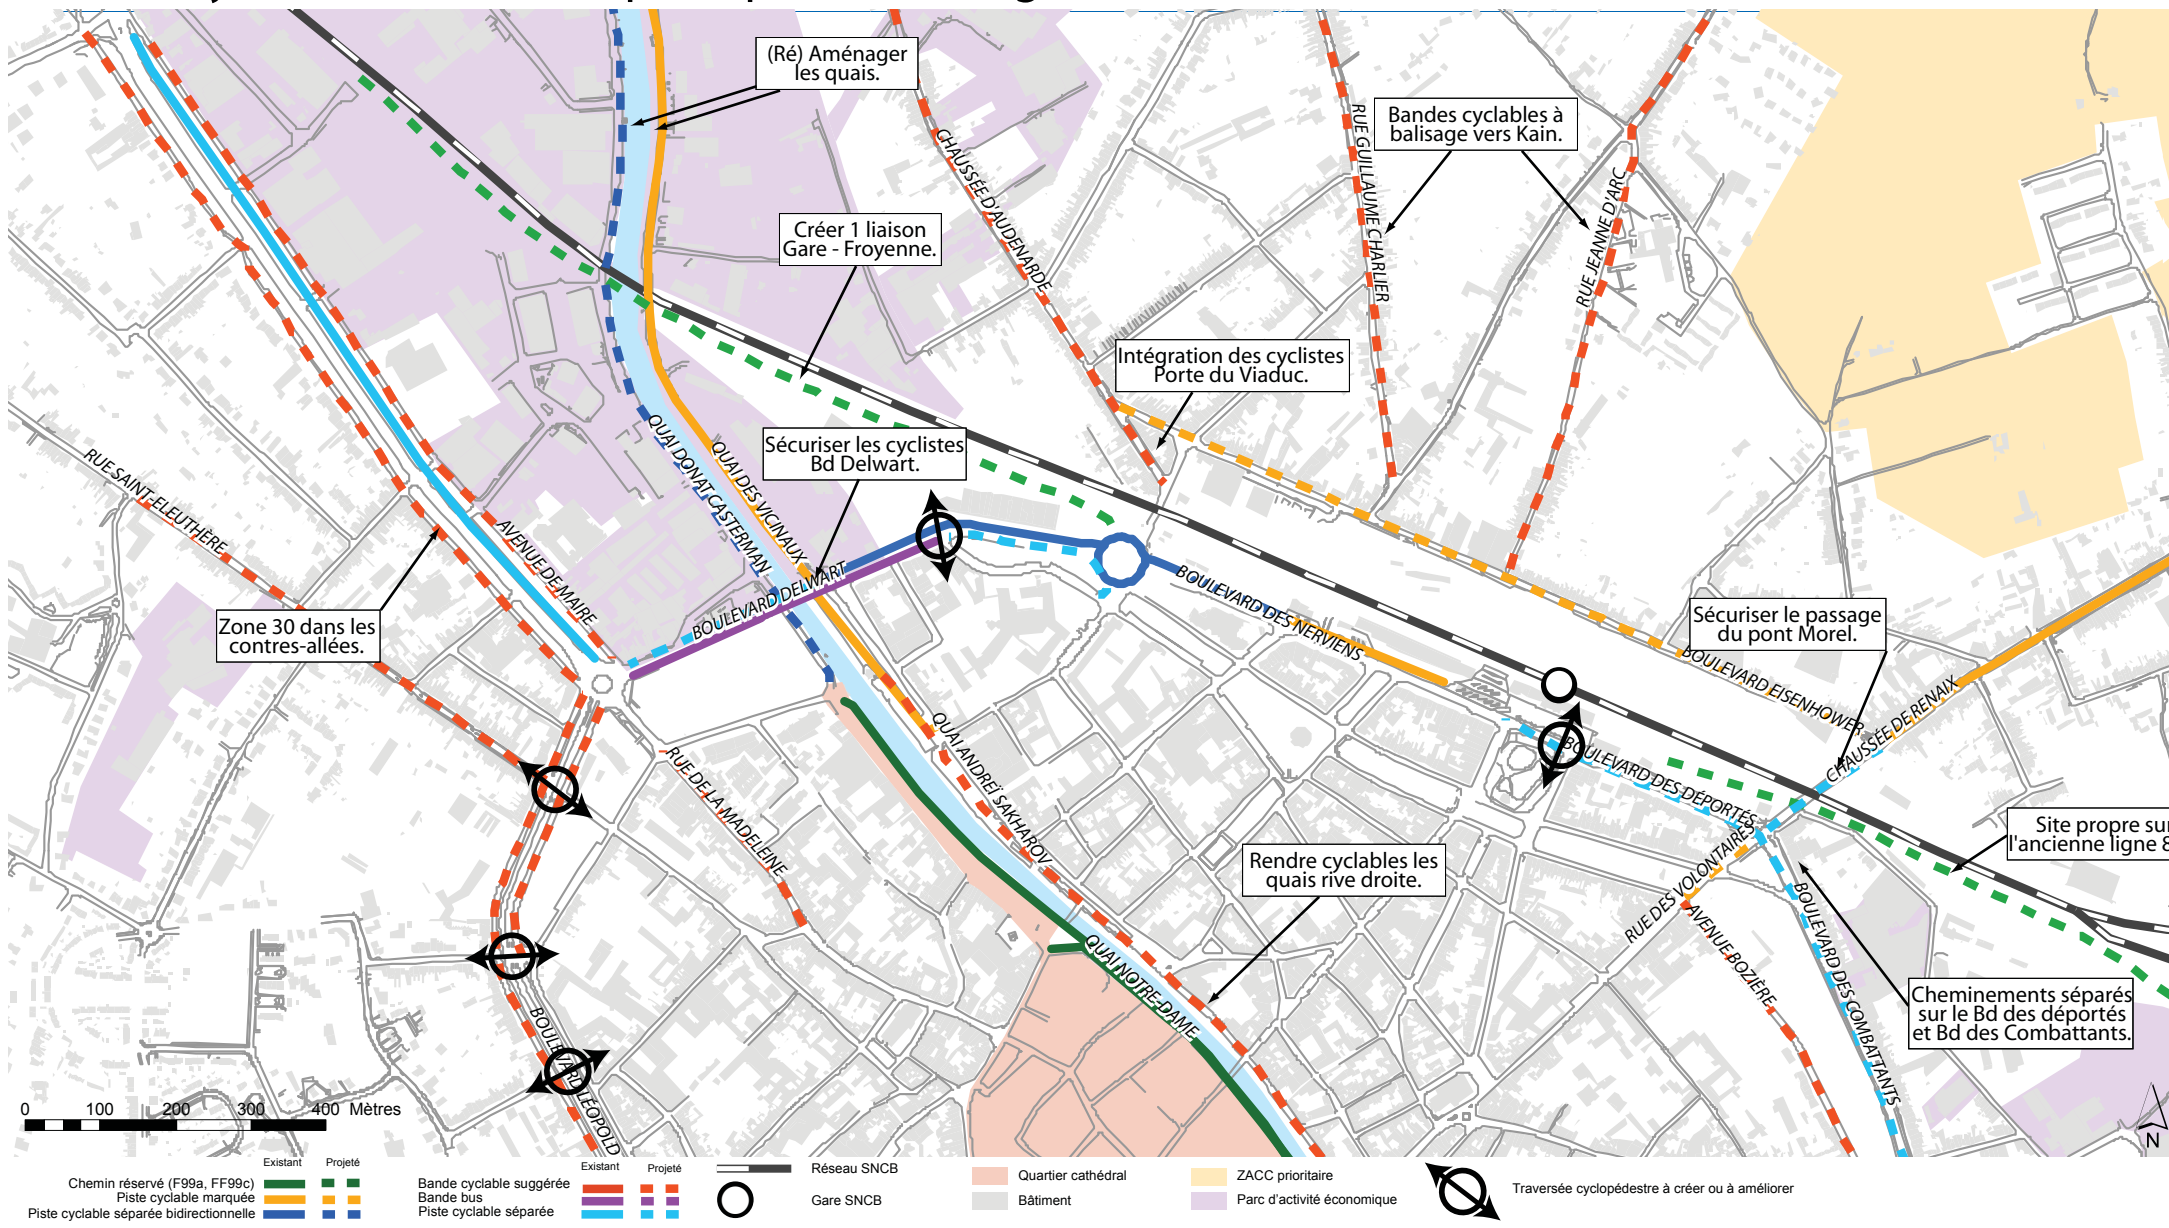 (Ré) Aménager
les quais.
Bandes cyclables à
balisage vers Kain.
CHAUSSÉE D'AUDENARDE
RUE GUILLAUME CHARLIER
RUE JEANNE D'ARC
Créer 1 liaison
Gare - Froyenne.
Intégration des cyclistes
Porte du Viaduc.
Sécuriser les cyclistes
Bd Delwart.
QUAI DONAT CASTERMAN
QUAI DES VICINAUX
RUE SAINT-ELEUTHÈRE
AVENUE DE MAIRE
BOULEVARD DELWART
BOULEVARD DES NERVIENS
Zone 30 dans les
contres-allées.
Sécuriser le passage
du pont Morel.
BOULEVARD EISENHOWER
CHAUSSÉE DE RENAIX
BOULEVARD DES DÉPORTÉS
RUE DE LA MADELEINE
QUAI ANDREÏ SAKHAROV
Site propre sur
l'ancienne ligne 8
Rendre cyclables les
quais rive droite.
RUE DES VOLONTAIRES
AVENUE BOZIÈRE
BOULEVARD DES COMBATTANTS
QUAI NOTRE-DAME
Cheminements séparés
sur le Bd des déportés
et Bd des Combattants.
BOULEVARD LÉOPOLD
0 100 200 300 400 Mètres
N
Existant Projeté
Chemin réservé (F99a, FF99c)
Piste cyclable marquée
Piste cyclable séparée bidirectionnelle
Existant Projeté
Bande cyclable suggérée
Bande bus
Piste cyclable séparée
Réseau SNCB
Gare SNCB
Quartier cathédral
Bâtiment
ZACC prioritaire
Parc d'activité économique
Traversée cyclopédestre à créer ou à améliorer